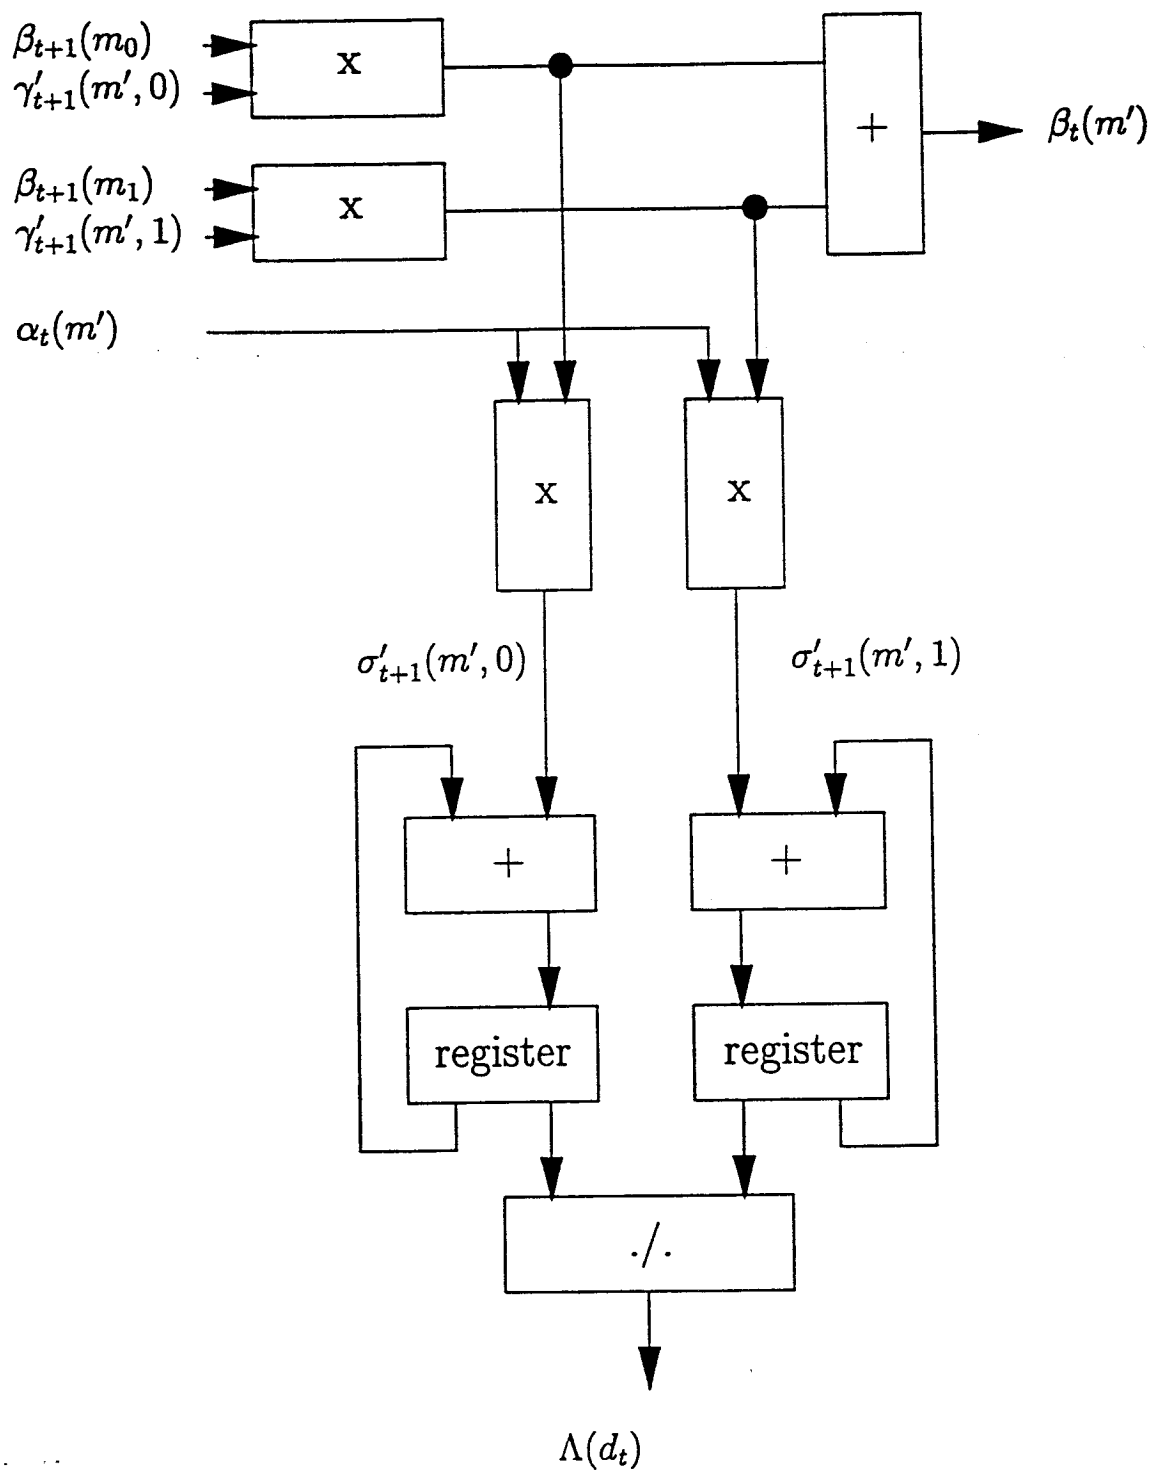 β_{t+1}(m_0)
x
γ'_{t+1}(m', 0)
+
β_t(m')
β_{t+1}(m_1)
x
γ'_{t+1}(m', 1)
α_t(m')
x
x
σ'_{t+1}(m', 0)
σ'_{t+1}(m', 1)
+
+
register
register
./.
Λ(d_t)